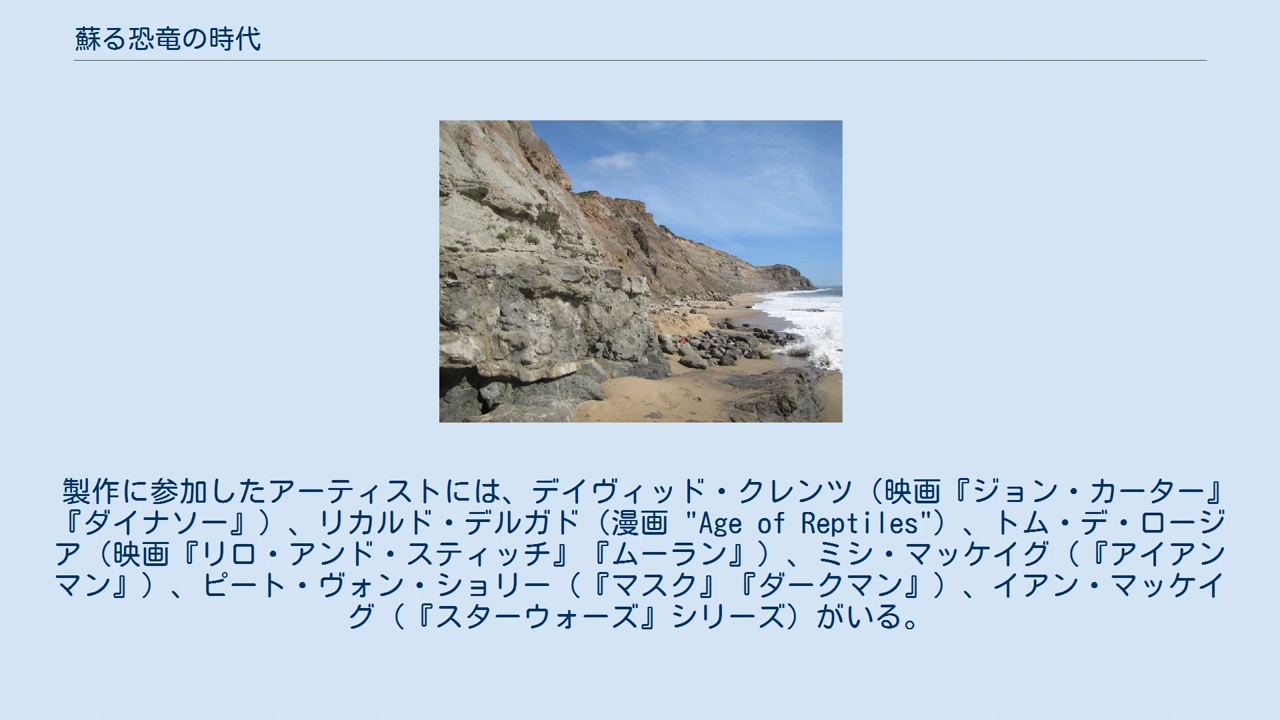 蘇る恐竜の時代
製作に参加したアーティストには、デイヴィッド・クレンツ（映画『ジョン・カーター』
『ダイナソー』）、リカルド・デルガド（漫画 "Age of Reptiles"）、トム・デ・ロージ
ア（映画『リロ・アンド・スティッチ』『ムーラン』）、ミシ・マッケイグ（『アイアン
マン』）、ピート・ヴォン・ショリー（『マスク』『ダークマン』）、イアン・マッケイ
グ（『スターウォーズ』シリーズ）がいる。